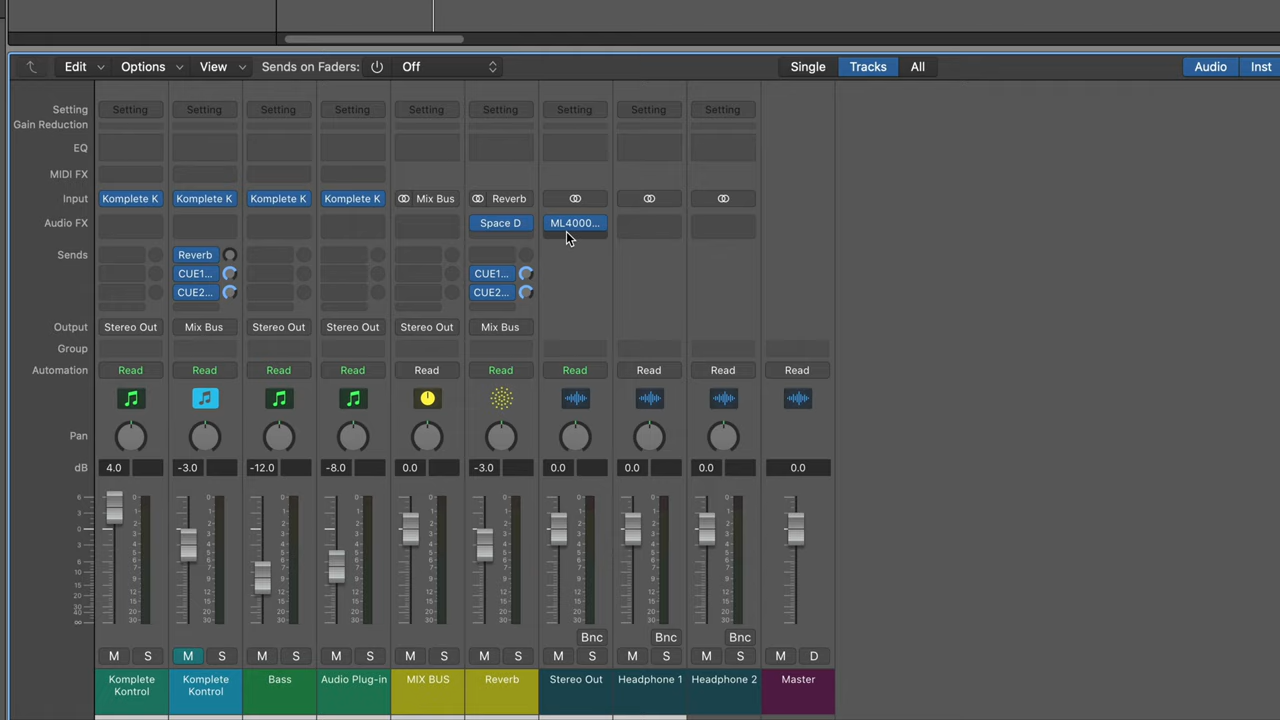 Edit Options View Sends on Faders: Off Single Tracks All Audio Inst
Setting Setting Setting Setting Setting Setting Setting Setting Setting Setting
Gain Reduction
EQ
MIDI FX
Input Komplete K Komplete K Komplete K Komplete K Mix Bus Reverb
Audio FX Space D ML4000...
Sends Reverb
CUE1... CUE1...
CUE2... CUE2...
Output Stereo Out Mix Bus Stereo Out Stereo Out Stereo Out Mix Bus
Group
Automation Read Read Read Read Read Read Read Read Read Read
Pan
dB 4.0 -3.0 -12.0 -8.0 0.0 -3.0 0.0 0.0 0.0 0.0
Bnc Bnc Bnc
M S M S M S M S M S M S M S M S M S M D
Komplete Kontrol Komplete Kontrol Bass Audio Plug-in MIX BUS Reverb Stereo Out Headphone 1 Headphone 2 Master